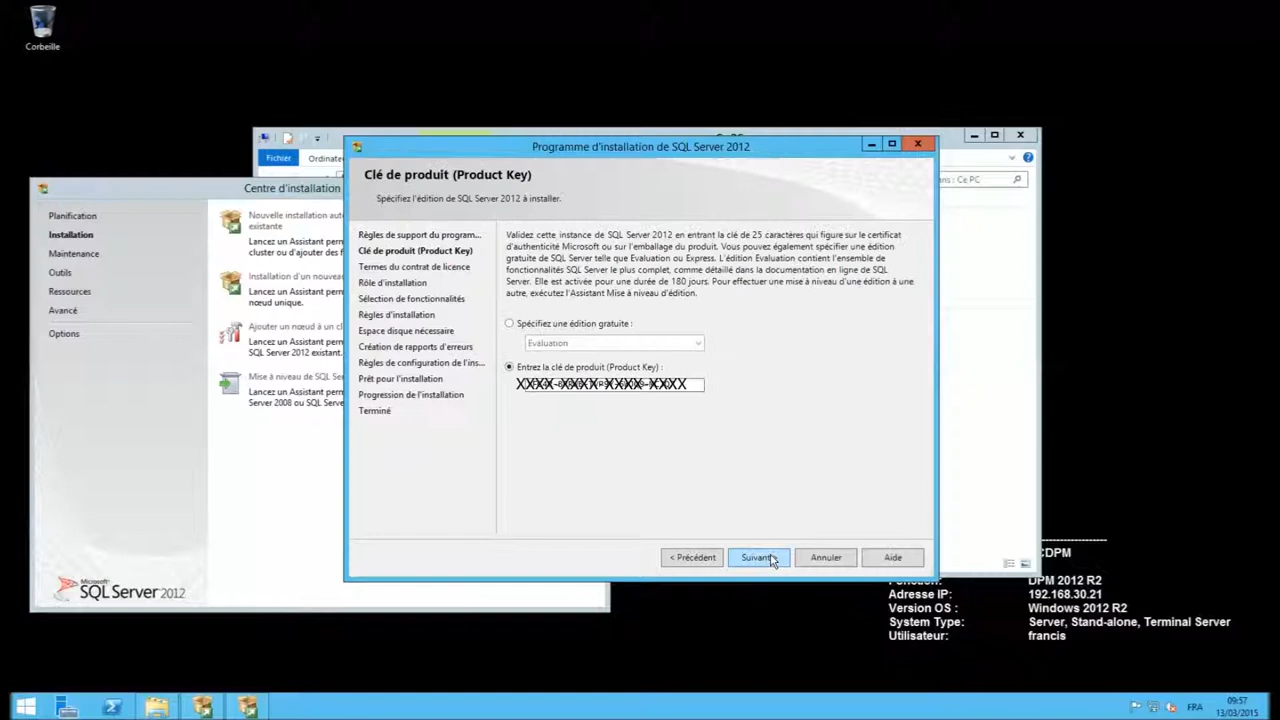 Corbeille
Fichier
Ordinate
ans : Ce PC
Programme d'installation de SQL Server 2012
Clé de produit (Product Key)
Spécifiez l'édition de SQL Server 2012 à installer.
Règles de support du program...
Clé de produit (Product Key)
Termes du contrat de licence
Rôle d'installation
Sélection de fonctionnalités
Règles d'installation
Espace disque nécessaire
Création de rapports d'erreurs
Règles de configuration de l'ins...
Prêt pour l'installation
Progression de l'installation
Terminé
Validez cette instance de SQL Server 2012 en entrant la clé de 25 caractères qui figure sur le certificat
d'authenticité Microsoft ou sur l'emballage du produit. Vous pouvez également spécifier une édition
gratuite de SQL Server telle que Evaluation ou Express. L'édition Evaluation contient l'ensemble de
fonctionnalités SQL Server le plus complet, comme détaillé dans la documentation en ligne de SQL
Server. Elle est activée pour une durée de 180 jours. Pour effectuer une mise à niveau d'une édition à une
autre, exécutez l'Assistant Mise à niveau d'édition.
Spécifiez une édition gratuite :
Evaluation
Entrez la clé de produit (Product Key) :
< Précédent
Suivant
Annuler
Aide
Centre d'installation
Planification
Installation
Maintenance
Outils
Ressources
Avancé
Options
Nouvelle installation aut
existante
Lancez un Assistant perm
cluster ou d'ajouter des f
Installation d'un nouveau
Lancez un Assistant perm
nœud unique.
Ajouter un nœud à un cl
Lancez un Assistant perm
SQL Server 2012 existant.
Mise à niveau de SQL Se
Lancez un Assistant perm
Server 2008 ou SQL Serve
Microsoft
SQL Server 2012
CDPM
Function: DPM 2012 R2
Adresse IP: 192.168.30.21
Version OS : Windows 2012 R2
System Type: Server, Stand-alone, Terminal Server
Utilisateur: francis
FRA
09:57
13/03/2015